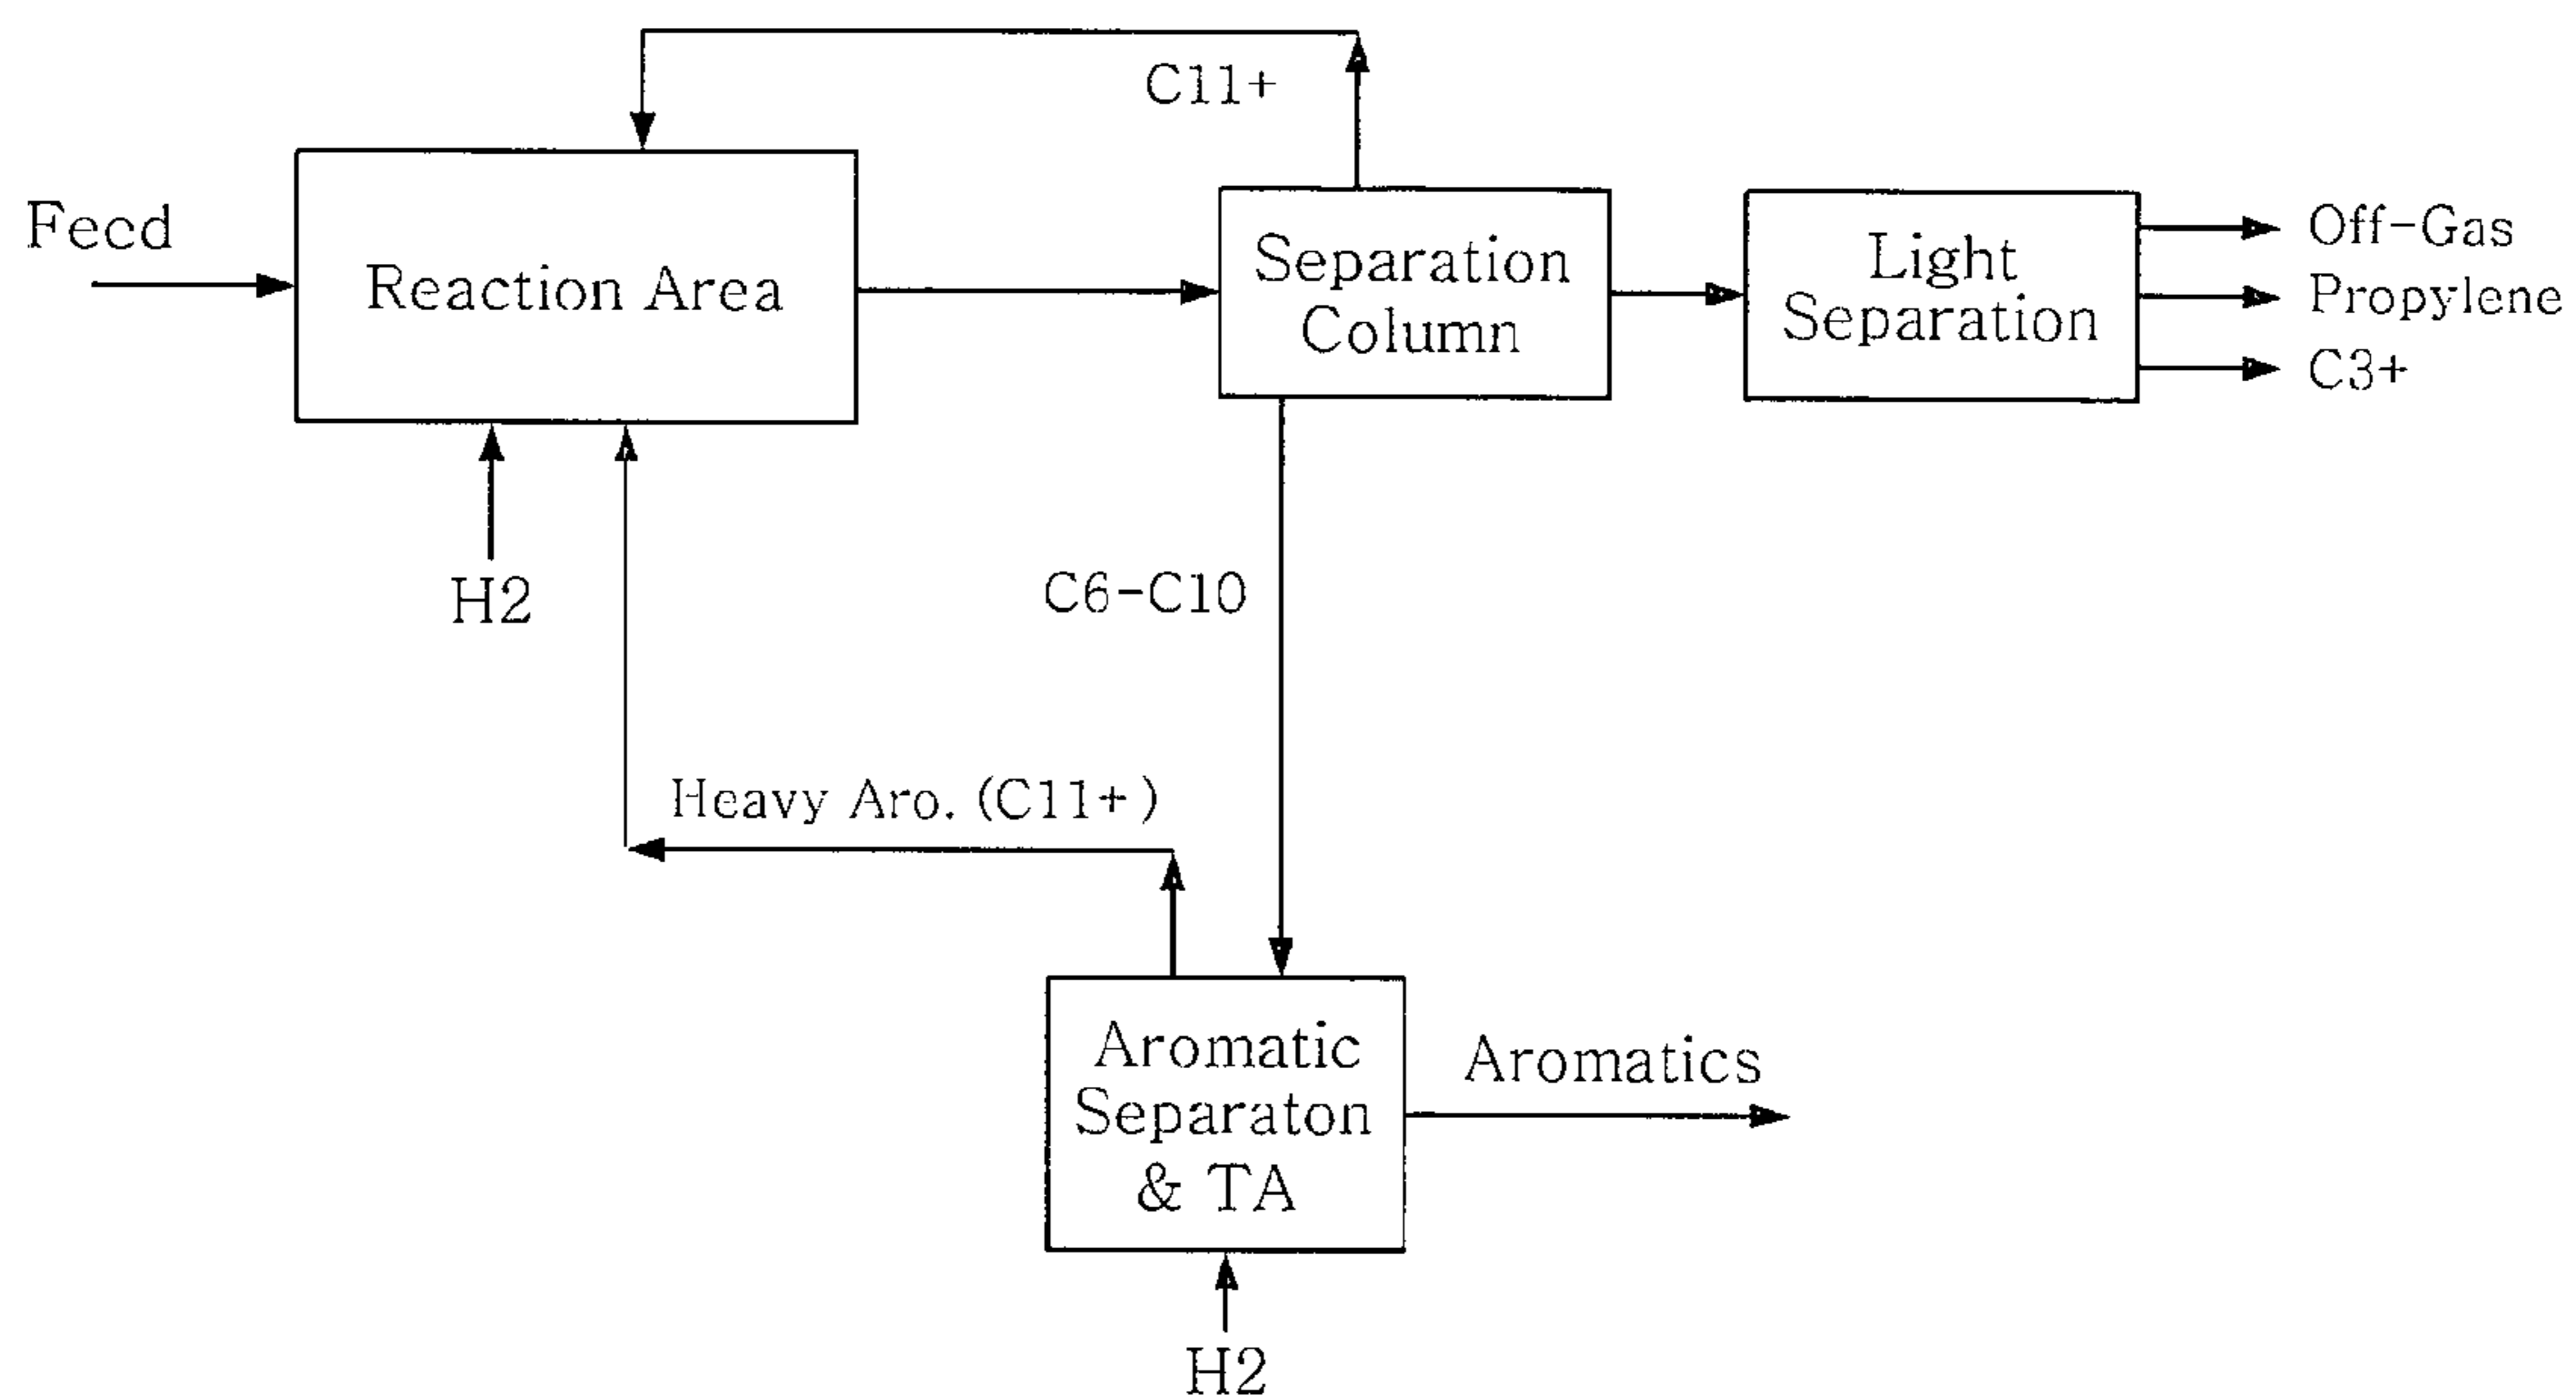 C11+
Feed
Reaction Area
Separation
Column
Light
Separation
Off-Gas
Propylene
C3+
H2
C6-C10
Heavy Aro. (C11+)
Aromatic
Separaton
& TA
Aromatics
H2